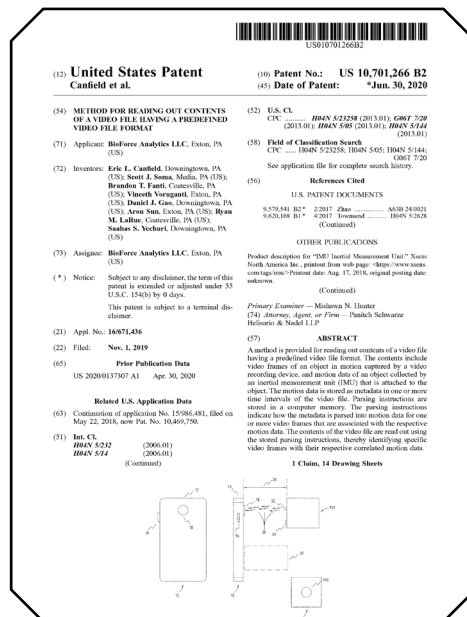 US010701266B2
(12) United States Patent
Canfield et al.
(10) Patent No.: US 10,701,266 B2
(45) Date of Patent: *Jun. 30, 2020
(54) METHOD FOR READING OUT CONTENTS
OF A VIDEO FILE HAVING A PREDEFINED
VIDEO FILE FORMAT
(71) Applicant: BioForce Analytics LLC, Exton, PA
(US)
(72) Inventors: Eric L. Canfield, Downingtown, PA
(US); Scott J. Soma, Media, PA (US);
Brandon T. Fanti, Coatesville, PA
(US); Vineeth Voruganti, Exton, PA
(US); Daniel J. Gao, Downingtown, PA
(US); Aron Sun, Exton, PA (US); Ryan
M. LaRue, Coatesville, PA (US);
Saahas S. Yechuri, Downingtown, PA
(US)
(73) Assignee: BioForce Analytics LLC, Exton, PA
(US)
( * ) Notice: Subject to any disclaimer, the term of this
patent is extended or adjusted under 35
U.S.C. 154(b) by 0 days.
This patent is subject to a terminal dis-
claimer.
(21) Appl. No.: 16/671,436
(22) Filed: Nov. 1, 2019
(65) Prior Publication Data
US 2020/0137307 A1 Apr. 30, 2020
Related U.S. Application Data
(63) Continuation of application No. 15/986,481, filed on
May 22, 2018, now Pat. No. 10,469,750.
(51) Int. Cl.
H04N 5/232 (2006.01)
H04N 5/14 (2006.01)
(Continued)
(52) U.S. Cl.
CPC .......... H04N 5/23258 (2013.01); G06T 7/20
(2013.01); H04N 5/05 (2013.01); H04N 5/144
(2013.01)
(58) Field of Classification Search
CPC ...... H04N 5/23258; H04N 5/05; H04N 5/144;
G06T 7/20
See application file for complete search history.
(56) References Cited
U.S. PATENT DOCUMENTS
9,579,541 B2* 2/2017 Zhao .............. A63B 24/0021
9,620,168 B1* 4/2017 Townsend .......... H04N 5/2628
(Continued)
OTHER PUBLICATIONS
Product description for "IMU Inertial Measurement Unit." Xsens
North America Inc., printout from web page: <https://www.xsens.
com/tags/imu/>Printout date: Aug. 17, 2018, original posting date:
unknown.
(Continued)
Primary Examiner — Mishawn N. Hunter
(74) Attorney, Agent, or Firm — Panitch Schwarze
Belisario & Nadel LLP
(57) ABSTRACT
A method is provided for reading out contents of a video file
having a predefined video file format. The contents include
video frames of an object in motion captured by a video
recording device, and motion data of an object collected by
an inertial measurement unit (IMU) that is attached to the
object. The motion data is stored as metadata in one or more
time intervals of the video file. Parsing instructions are
stored in a computer memory. The parsing instructions
indicate how the metadata is parsed into motion data for one
or more video frames that are associated with the respective
motion data. The contents of the video file are read out using
the stored parsing instructions, thereby identifying specific
video frames with their respective correlated motion data.
1 Claim, 14 Drawing Sheets